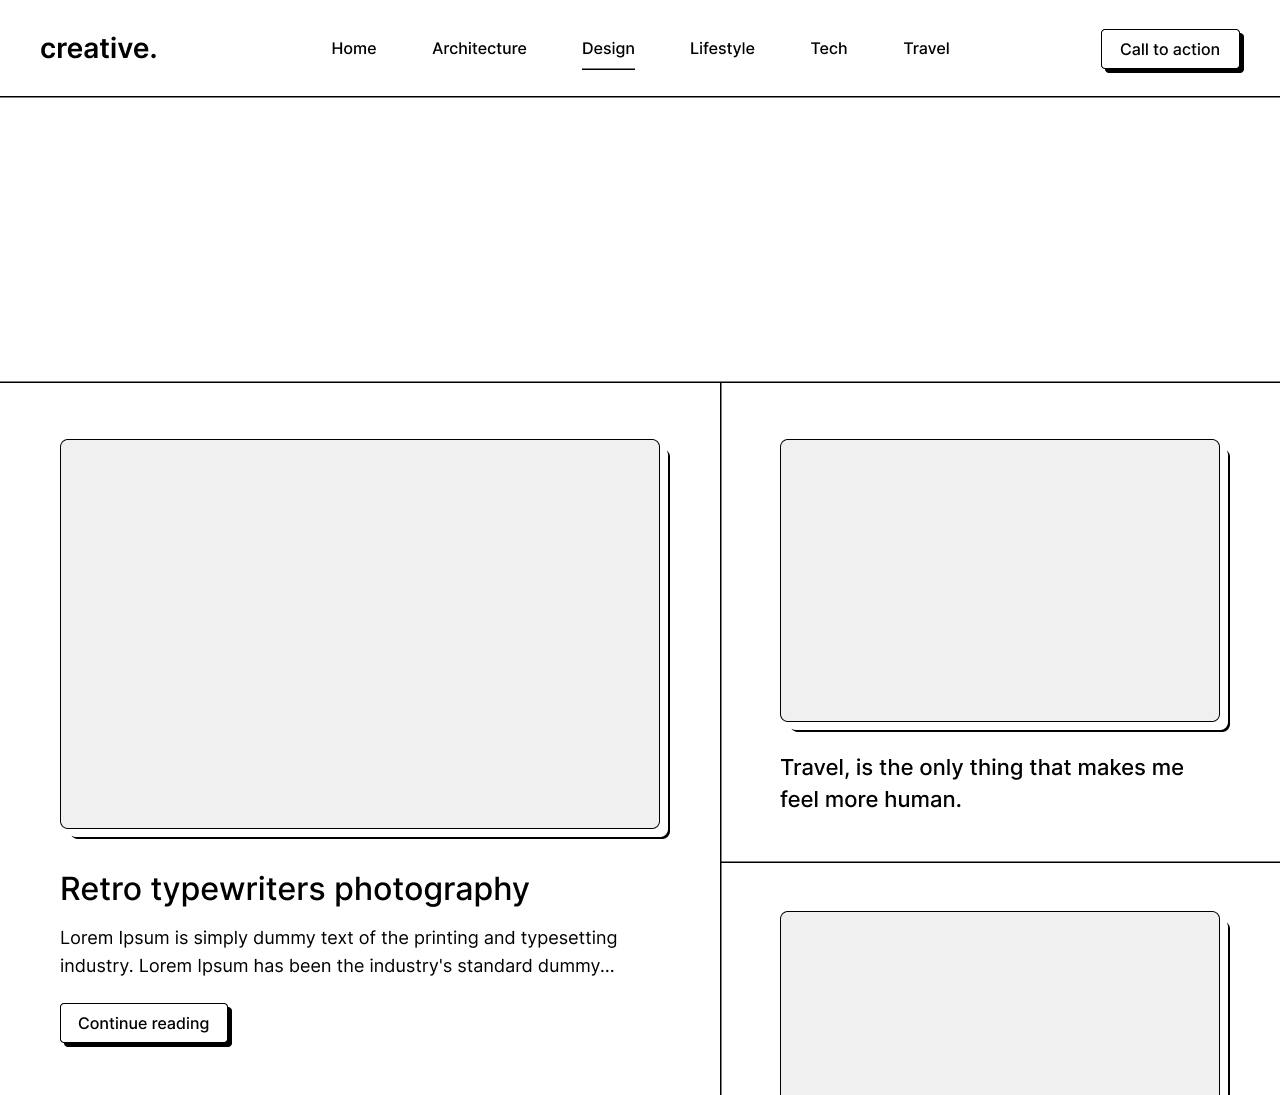 creative.
Home
Architecture
Design
Lifestyle
Tech
Travel
Call to action
Retro typewriters photography
Lorem Ipsum is simply dummy text of the printing and typesetting
industry. Lorem Ipsum has been the industry's standard dummy...
Continue reading
Travel, is the only thing that makes me
feel more human.